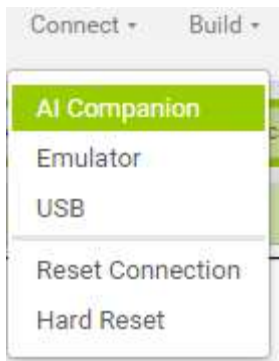 Connect Build
AI Companion
Emulator
USB
Reset Connection
Hard Reset